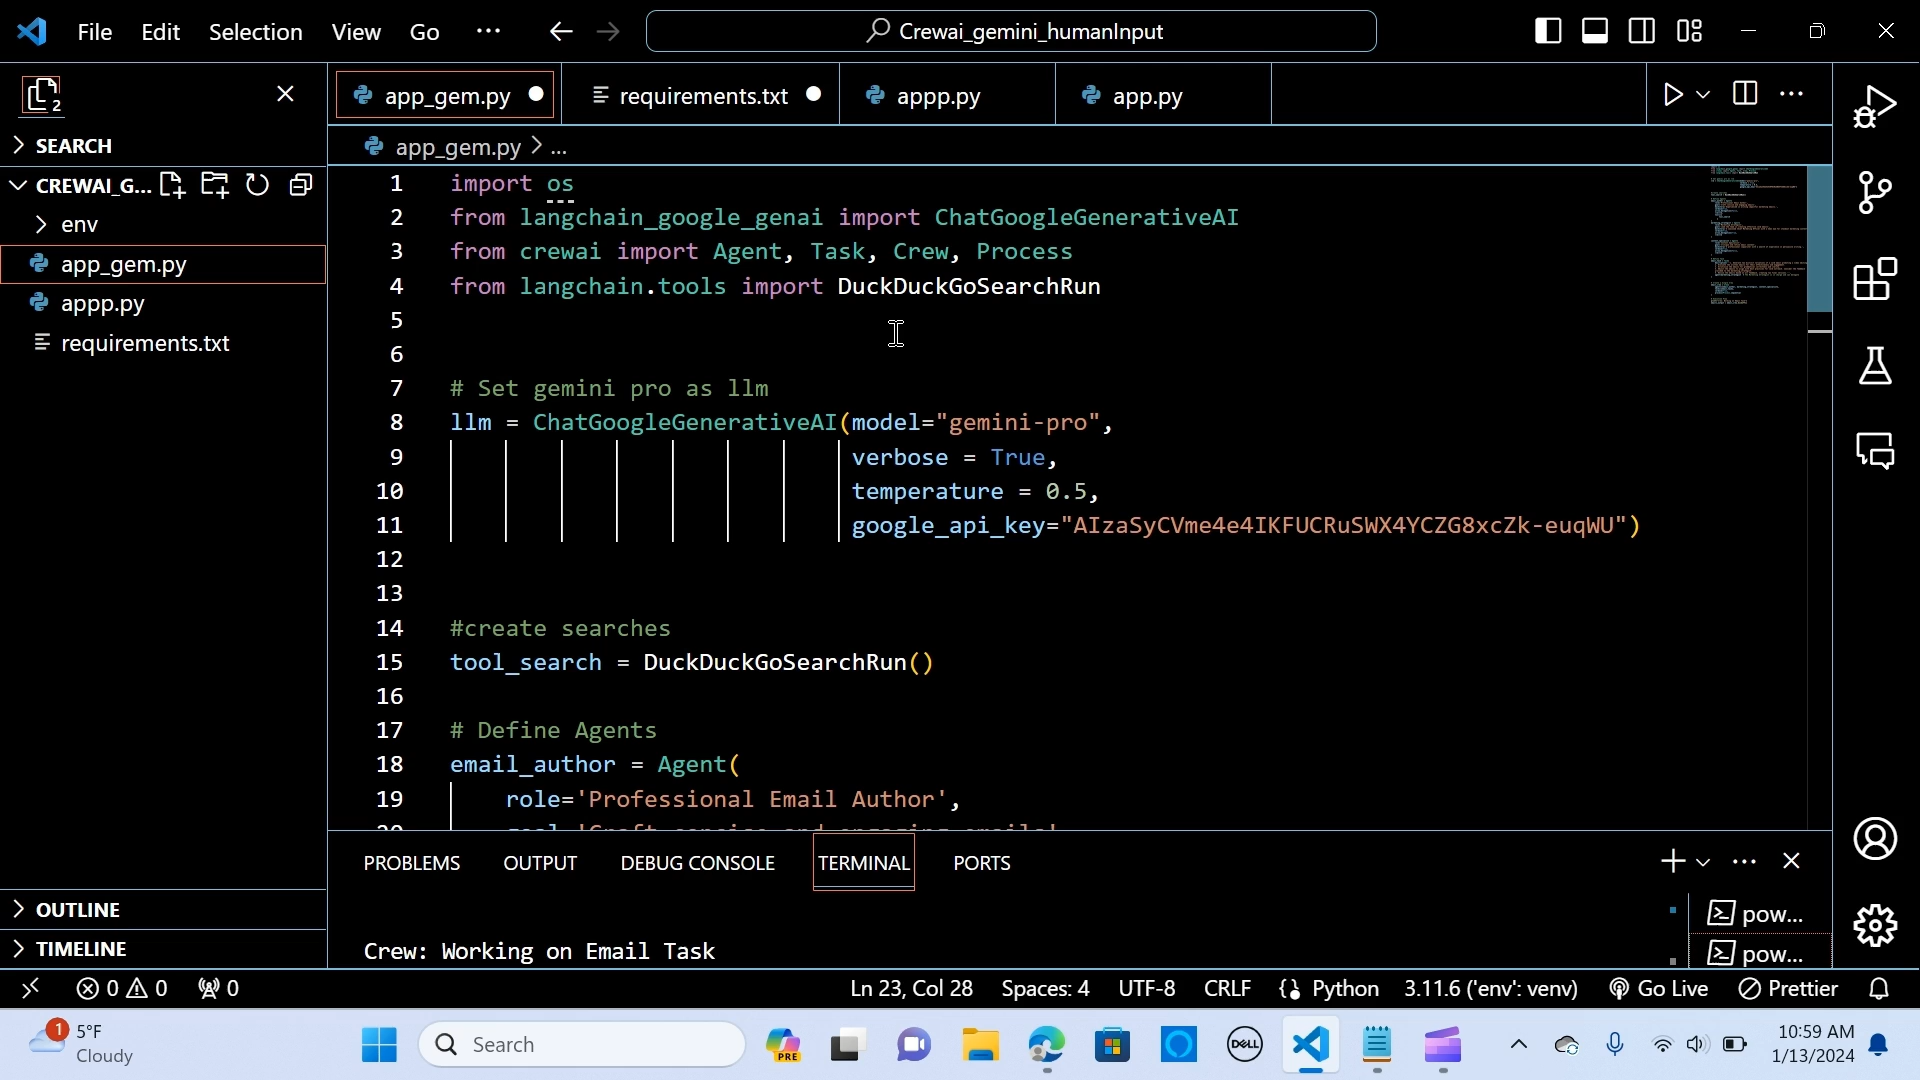 File Edit Selection View Go ··· Crewai_gemini_humanInput
2
app_gem.py requirements.txt appp.py app.py
SEARCH
app_gem.py > ...
CREWAI_G...
env
app_gem.py
appp.py
requirements.txt
OUTLINE
TIMELINE
1 import os
2 from langchain_google_genai import ChatGoogleGenerativeAI
3 from crewai import Agent, Task, Crew, Process
4 from langchain.tools import DuckDuckGoSearchRun
5
6
7 # Set gemini pro as llm
8 llm = ChatGoogleGenerativeAI(model="gemini-pro",
9 verbose = True,
10 temperature = 0.5,
11 google_api_key="AIzaSyCVme4e4IKFUCRuSWX4YCZG8xcZk-euqWU")
12
13
14 #create searches
15 tool_search = DuckDuckGoSearchRun()
16
17 # Define Agents
18 email_author = Agent(
19 role='Professional Email Author',
PROBLEMS OUTPUT DEBUG CONSOLE TERMINAL PORTS
Crew: Working on Email Task
pow...
pow...
0 0 0 Ln 23, Col 28 Spaces: 4 UTF-8 CRLF Python 3.11.6 ('env': venv) Go Live Prettier
1 5°F
Cloudy
Search
PRE
DELL
10:59 AM
1/13/2024